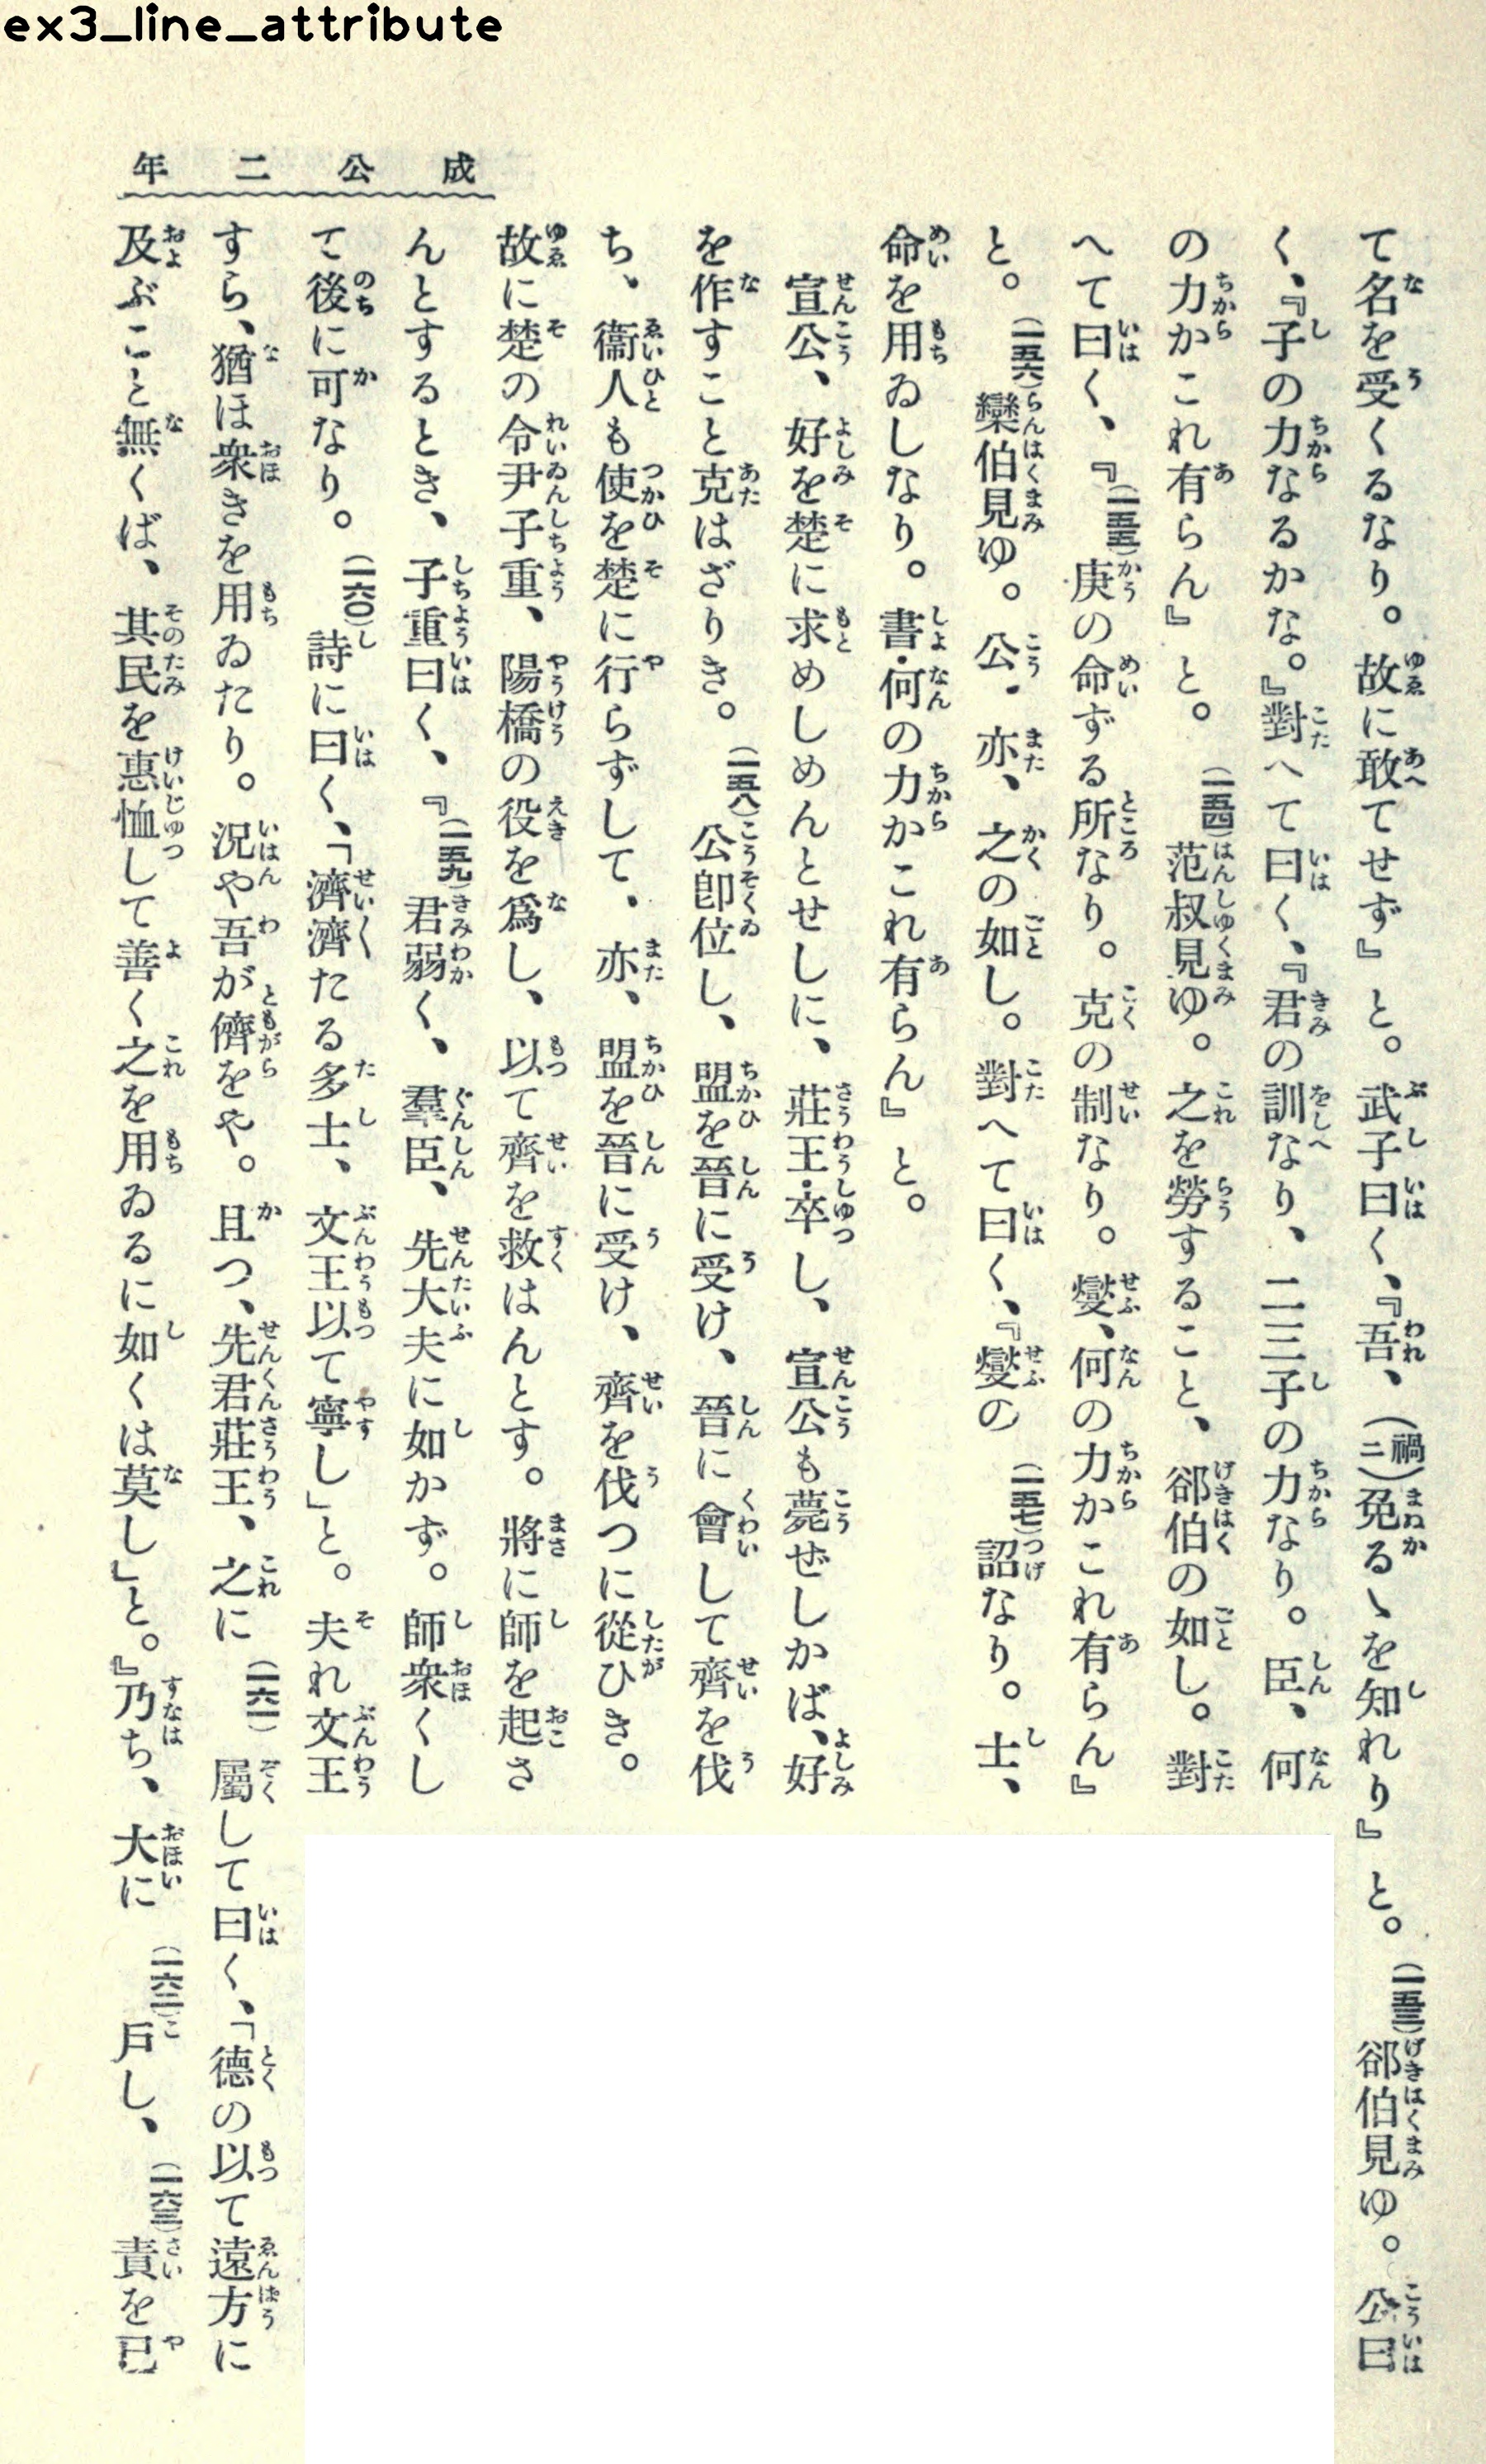 ex3_line_attribute
成公二年
て名を受くるなり。故に敢てせず』と。武子曰く、『吾、(禍ニ)免るゝを知れり』と。(一五三)郤伯見ゆ。公曰
く、『子の力なるかな。』對へて曰く、『君の訓なり、二三子の力なり。臣、何
の力かこれ有らん』と。(一五四)范叔見ゆ。之を勞すること、郤伯の如し。對
へて曰く、『(一五五)庚の命ずる所なり。克の制なり。燮、何の力かこれ有らん』
と。(一五六)欒伯見ゆ。公・亦、之の如し。對へて曰く、『燮の(一五七)詔なり。士、
命を用ゐしなり。書・何の力かこれ有らん』と。
宣公、好を楚に求めしめんとせしに、莊王・卒し、宣公も薨ぜしかば、好
を作すこと克はざりき。(一五八)公卽位し、盟を晉に受け、晉に會して齊を伐
ち、衞人も使を楚に行らずして、亦、盟を晉に受け、齊を伐つに從ひき。
故に楚の令尹子重、陽橋の役を爲し、以て齊を救はんとす。將に師を起さ
んとするとき、子重曰く、『(一五九)君弱く、羣臣、先大夫に如かず。師衆くし
て後に可なり。(一六〇)詩に曰く、「濟濟たる多士、文王以て寧し」と。夫れ文王
すら、猶ほ衆きを用ゐたり。況や吾が儕をや。且つ、先君莊王、之に(一六一)屬して曰く、「德の以て遠方に
及ぶこと無くば、其民を惠恤して善く之を用ゐるに如くは莫し」と。』乃ち、大に(一六二)戶し、(一六三)責を已